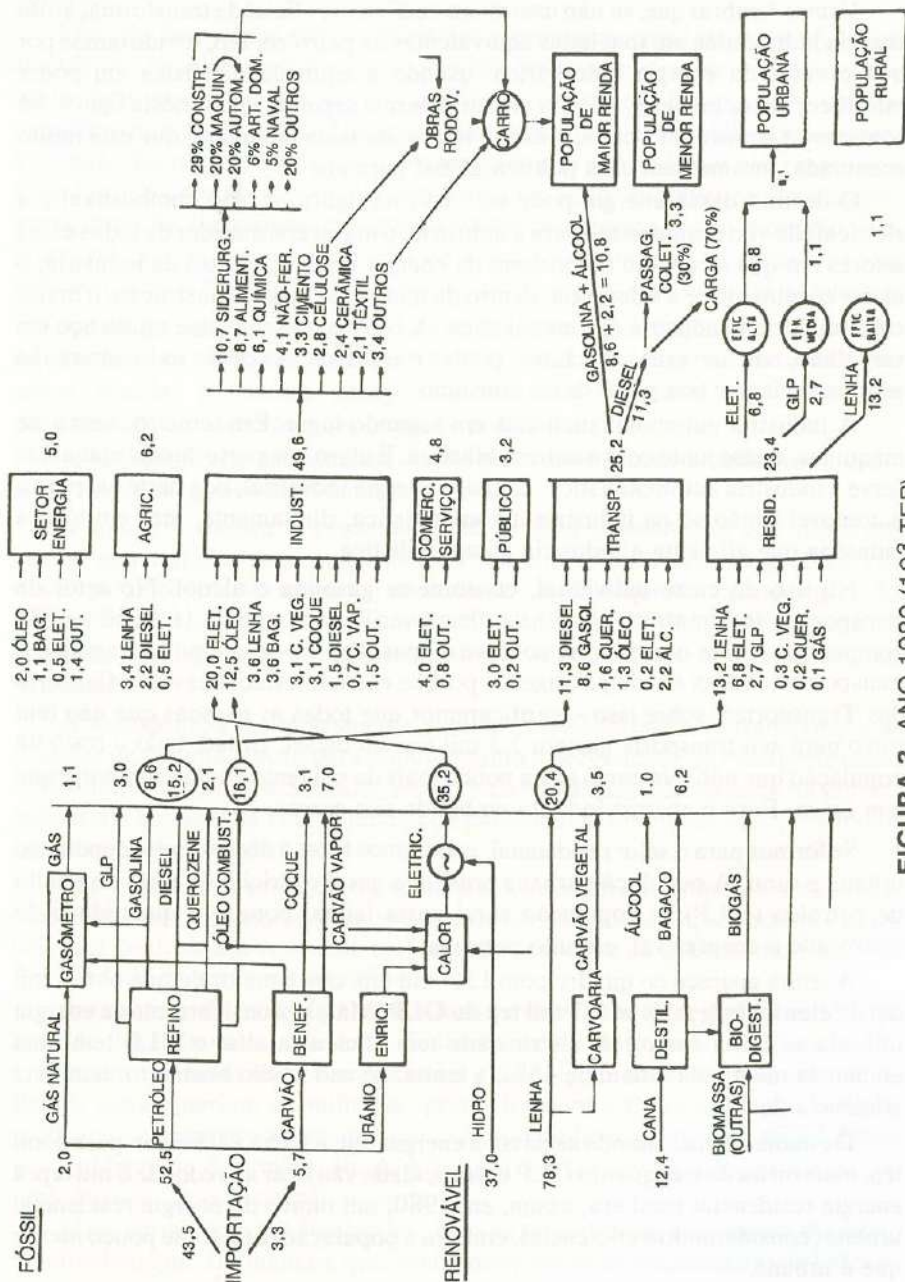 FÓSSIL
2,0
GÁS NATURAL
GASÔMETRO
GÁS
1,1
43,5
52,5
PETRÓLEO
REFINO
GLP
3,0
GASOLINA
DIESEL
15,2
QUEROZENE
2,1
ÓLEO COMBUST.
16,1
IMPORTAÇÃO
3,3
5,7
CARVÃO
BENEF.
COQUE
CARVÃO VAPOR
7,0
URANIO
ENRIQ.
CALOR
ELETRIC.
35,2
RENOVÁVEL
37,0
HIDRO
LENHA
20,4
CARVOARIA
CARVÃO VEGETAL
3,5
12,4
CANA
DESTIL.
ÁLCOOL
1,0
BAGAÇO
6,2
BIOMASSA
(OUTRAS)
BIO
DIGEST.
BIOGÁS
2,0 ÓLEO
1,1 BAG.
0,5 ELET.
1,4 OUT.
SETOR
ENERGIA
5,0
3,4 LENHA
2,2 DIESEL
0,5 ELET
AGRIC.
6,2
20,0 ELET.
12,5 ÓLEO
3,6 LENHA
3,6 BAG.
3,1 C. VEG.
3,1 COQUE
1,5 DIESEL
0,7 C. VAP.
1,5 OUT.
INDUST.
49,6
10,7 SIDERURG.
8,1 ALIMENT.
6,1 QUÍMICA
4,1 NÃO-FER.
3,3 CIMENTO
2,8 CELULOSE
2,4 CERÂMICA
2,1 TÊXTIL
3,4 OUTROS
29% CONSTR.
20% MAQUIN
20% AUTOM.
6% ART. DOM.
5% NAVAL
20% OUTROS
4,0 ELET
0,8 OUT.
COMERC.
SERVIÇO
4,8
3,0 ELET
0,2 OUT.
PÚBLICO
3,2
11,3 DIESEL
8,6 GASOL.
1,6 QUER.
1,3 ÓLEO
0,2 ELET.
2,2 ÁLC.
TRANSP.
25,2
GASOLINA + ÁLCOOL
8,6 + 2,2 = 10,8
DIESEL
11,3
PASSAG.
COLET.
(30%) 3,3
CARGA (70%)
OBRAS
RODOV.
CARRO
POPULAÇÃO
DE
MAIOR RENDA
POPULAÇÃO
DE
MENOR RENDA
13,2 LENHA
6,8 ELET
2,7 GLP
0,3 C. VEG.
0,2 QUER.
0,1 GÁS
RESID.
23,4
ELET.
6,8
GLP
2,7
LENHA
13,2
EFIC
ALTA
EFIC
MEDIA
EFIC
BAIXA
6,8
1,1
1,1
1,1
POPULAÇÃO
URBANA
POPULAÇÃO
RURAL